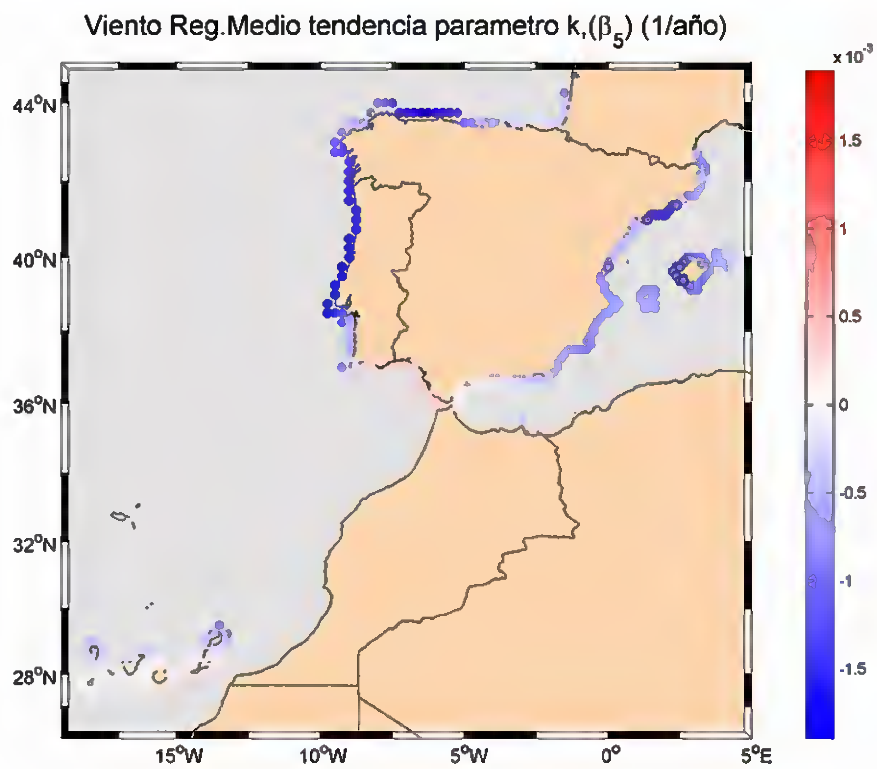 Viento Reg.Medio tendencia parametro k,(β5) (1/año)
x 10-3
44°N
40°N
36°N
32°N
28°N
15°W
10°W
5°W
0°
5°E
1.5
1
0.5
0
-0.5
-1
-1.5